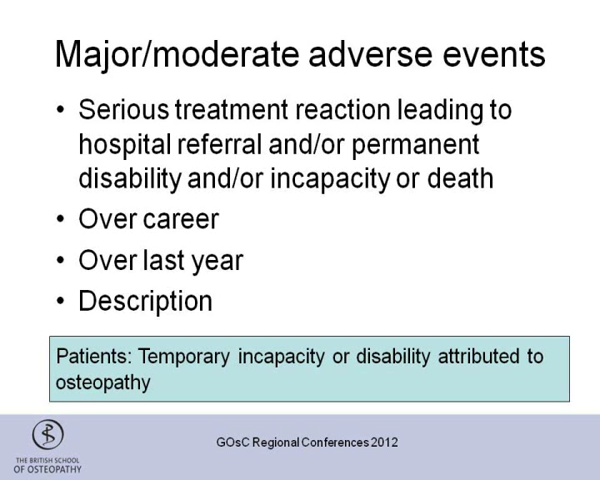 Major/moderate adverse events
• Serious treatment reaction leading to
hospital referral and/or permanent
disability and/or incapacity or death
• Over career
• Over last year
• Description
Patients: Temporary incapacity or disability attributed to
osteopathy
THE BRITISH SCHOOL
OF OSTEOPATHY
GOsC Regional Conferences 2012